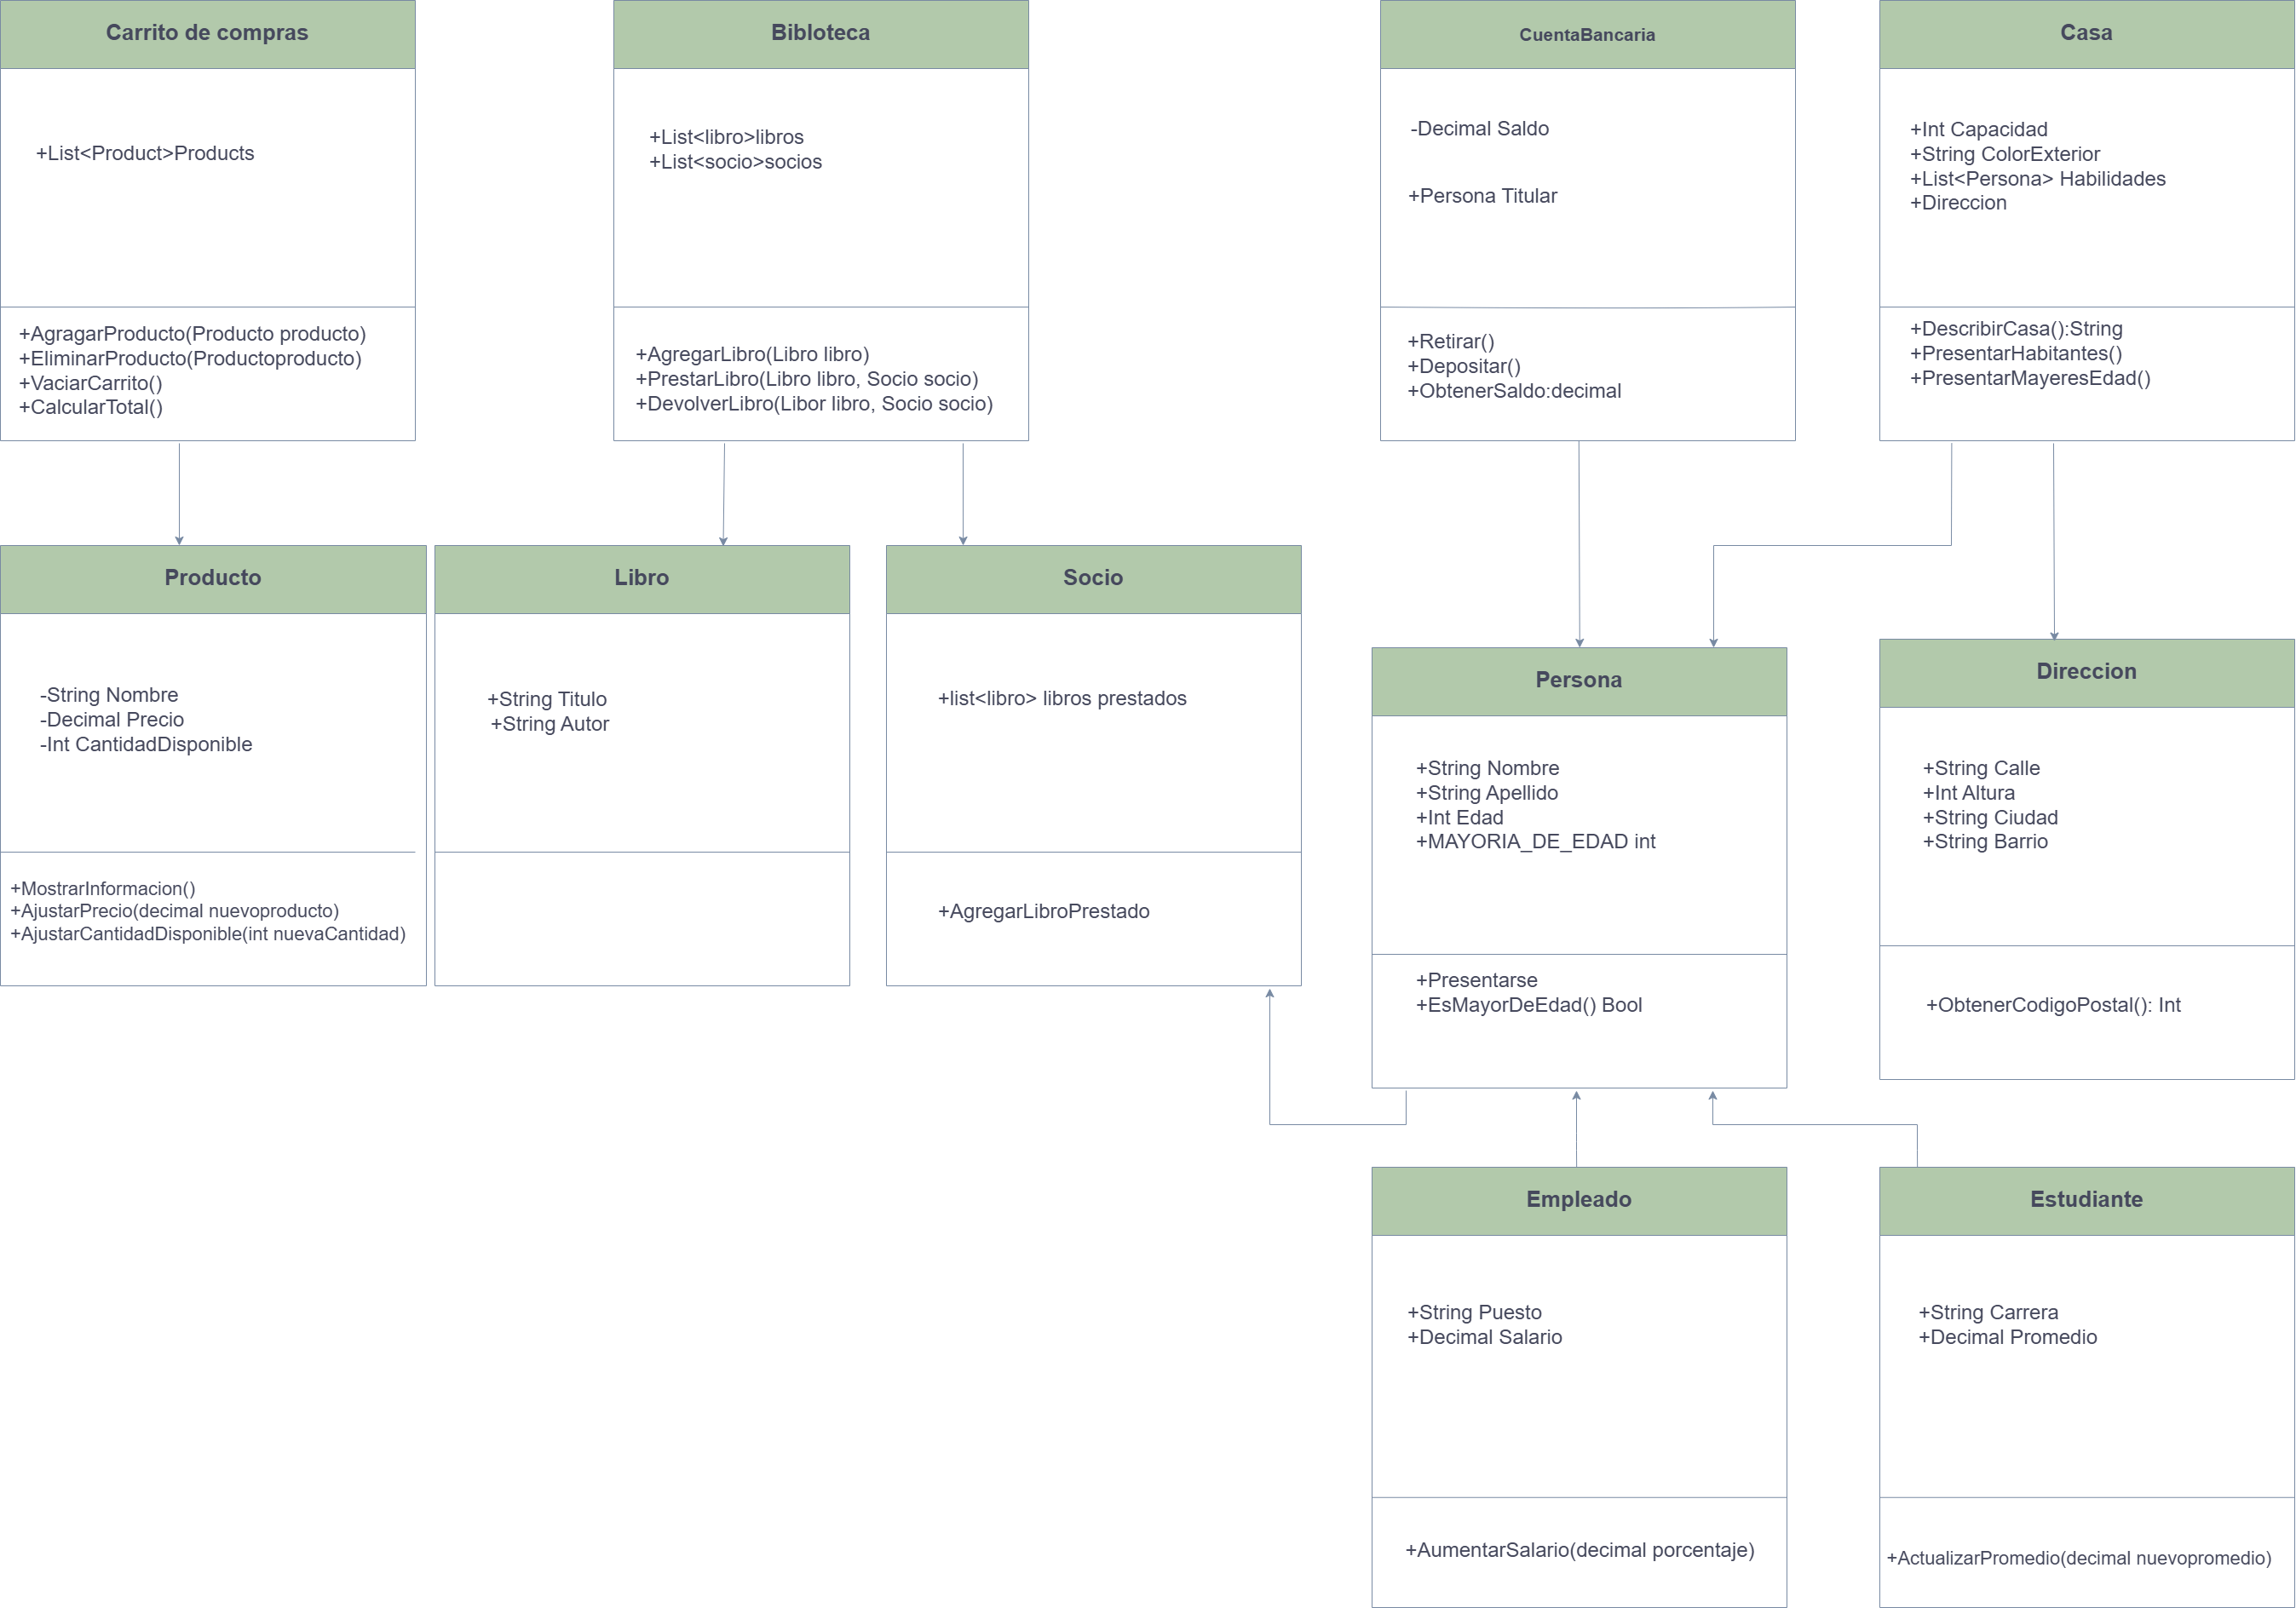 Carrito de compras
+List<Product>Products
+AgragarProducto(Producto producto)
+EliminarProducto(Productoproducto)
+VaciarCarrito()
+CalcularTotal()
Bibloteca
+List<libro>libros
+List<socio>socios
+AgregarLibro(Libro libro)
+PrestarLibro(Libro libro, Socio socio)
+DevolverLibro(Libor libro, Socio socio)
CuentaBancaria
-Decimal Saldo
+Persona Titular
+Retirar()
+Depositar()
+ObtenerSaldo:decimal
Casa
+Int Capacidad
+String ColorExterior
+List<Persona> Habilidades
+Direccion
+DescribirCasa():String
+PresentarHabitantes()
+PresentarMayeresEdad()
Producto
-String Nombre
-Decimal Precio
-Int CantidadDisponible
+MostrarInformacion()
+AjustarPrecio(decimal nuevoproducto)
+AjustarCantidadDisponible(int nuevaCantidad)
Libro
+String Titulo
+String Autor
Socio
+list<libro> libros prestados
+AgregarLibroPrestado
Persona
+String Nombre
+String Apellido
+Int Edad
+MAYORIA_DE_EDAD int
+Presentarse
+EsMayorDeEdad() Bool
Direccion
+String Calle
+Int Altura
+String Ciudad
+String Barrio
+ObtenerCodigoPostal(): Int
Empleado
+String Puesto
+Decimal Salario
+AumentarSalario(decimal porcentaje)
Estudiante
+String Carrera
+Decimal Promedio
+ActualizarPromedio(decimal nuevopromedio)